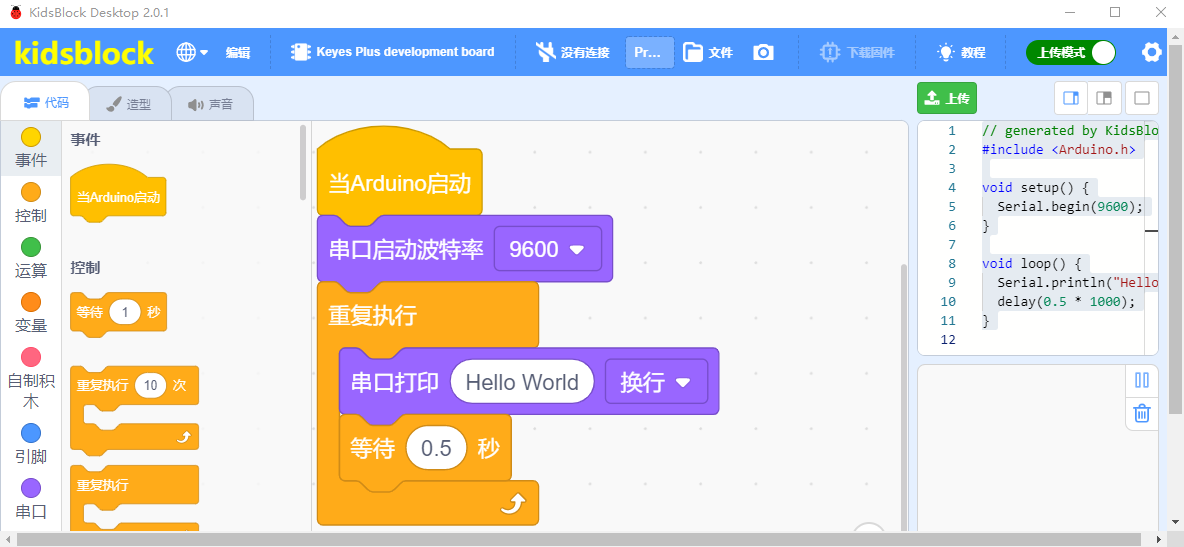 KidsBlock Desktop 2.0.1
kidsblock
编辑
Keyes Plus development board
没有连接
Pr...
文件
下载固件
教程
上传模式
代码
造型
声音
上传
事件
控制
运算
变量
自制积
木
引脚
串口
事件
当Arduino启动
控制
等待 1 秒
重复执行 10 次
重复执行
当Arduino启动
串口启动波特率 9600
重复执行
串口打印 Hello World 换行
等待 0.5 秒
1 // generated by KidsBlo
2 #include <Arduino.h>
3
4 void setup() {
5 Serial.begin(9600);
6 }
7
8 void loop() {
9 Serial.println("Hello
10 delay(0.5 * 1000);
11 }
12